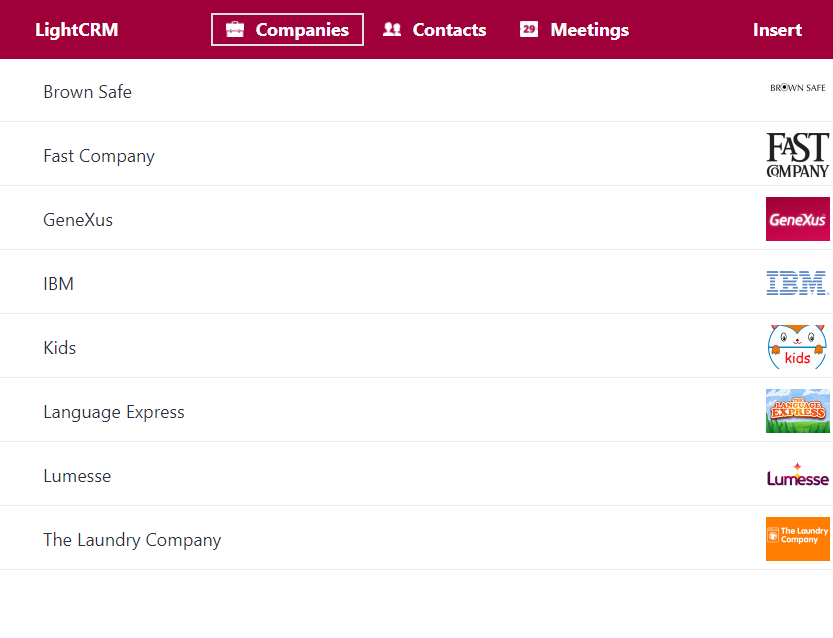 LightCRM Companies Contacts 29 Meetings Insert
Brown Safe BROWN SAFE
Fast Company FAST
COMPANY
GeneXus GeneXus
IBM IBM
Kids kids
Language Express THE
LANGUAGE
EXPRESS
Lumesse Lumesse
The Laundry Company The Laundry
Company